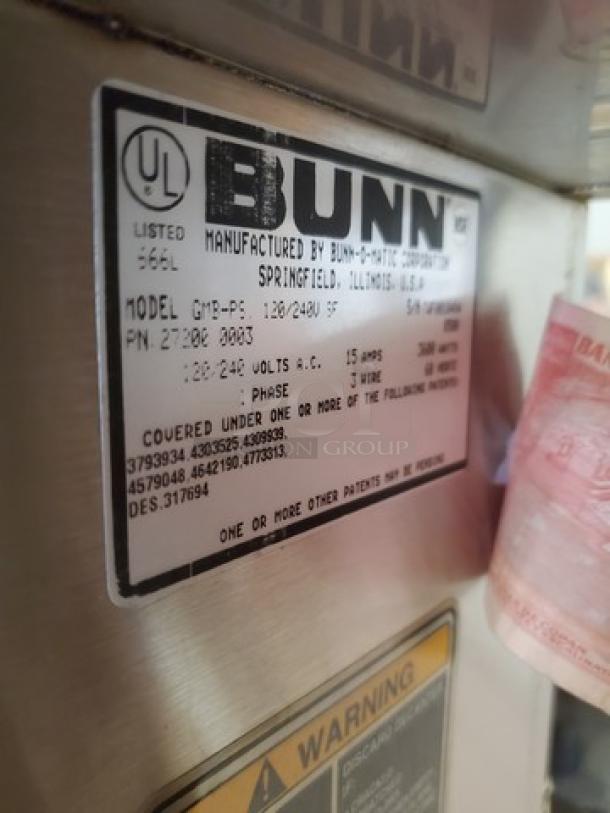 UL
LISTED
666L
BUNN
NSF
MANUFACTURED BY BUNN-O-MATIC CORPORATION
SPRINGFIELD, ILLINOIS, U.S.A
MODEL GMB-PS, 120/240V SF S/N
PN. 27200.0003
120/240 VOLTS A.C. 15 AMPS 3600 WATTS
1 PHASE 3 WIRE 60 HERTZ
COVERED UNDER ONE OR MORE OF THE FOLLOWING PATENTS:
3793934,4303525,4309939,
4579048,4642190,4773313,
DES.317694
ONE OR MORE OTHER PATENTS MAY BE PENDING
ON GROUP
WARNING